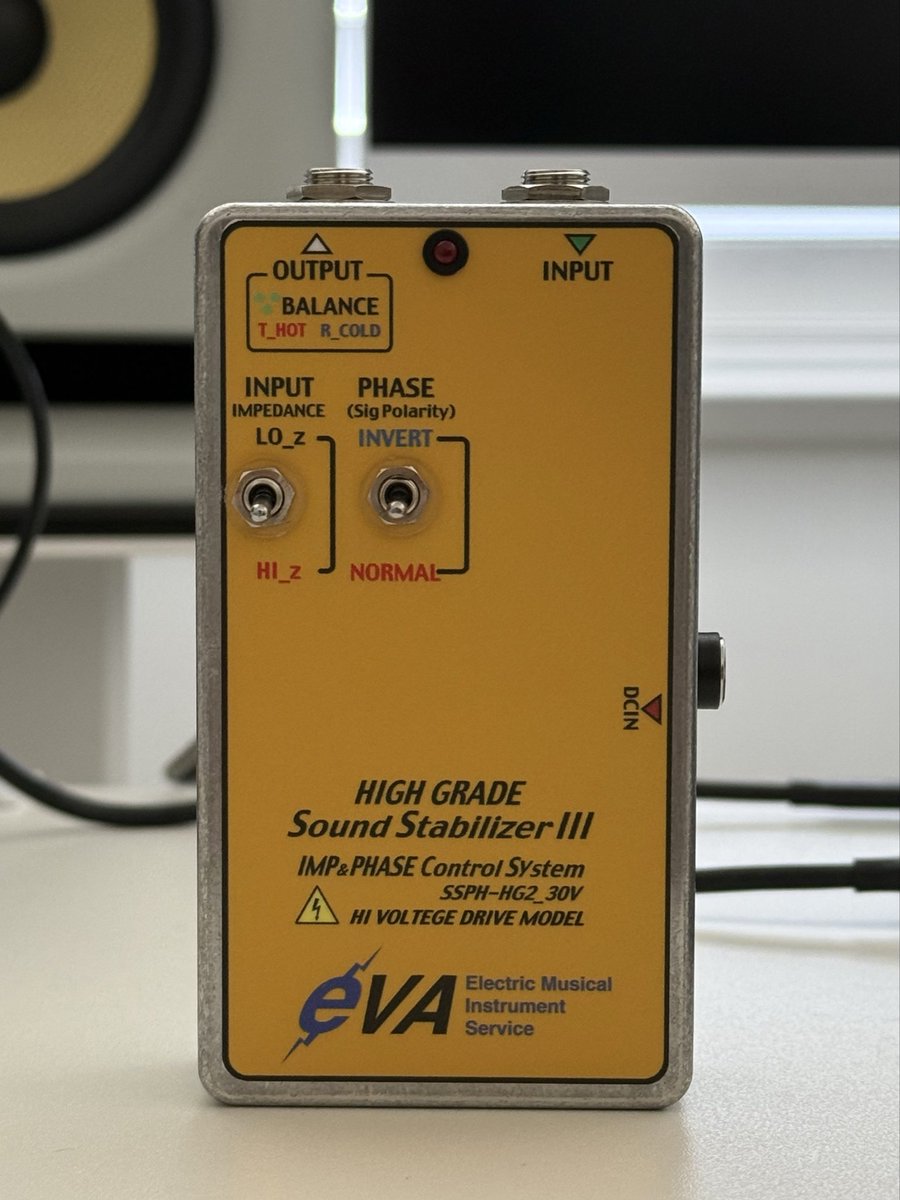 OUTPUT
BALANCE
T_HOT R_COLD
INPUT
INPUT
IMPEDANCE
LO_z
HI_z
PHASE
(Sig Polarity)
INVERT
NORMAL
DCIN
HIGH GRADE
Sound Stabilizer III
IMP&PHASE Control SYstem
SSPH-HG2_30V
HI VOLTEGE DRIVE MODEL
eVA
Electric Musical
Instrument
Service